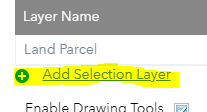 Layer Name
Land Parcel
Add Selection Layer
Enable Drawing Tools